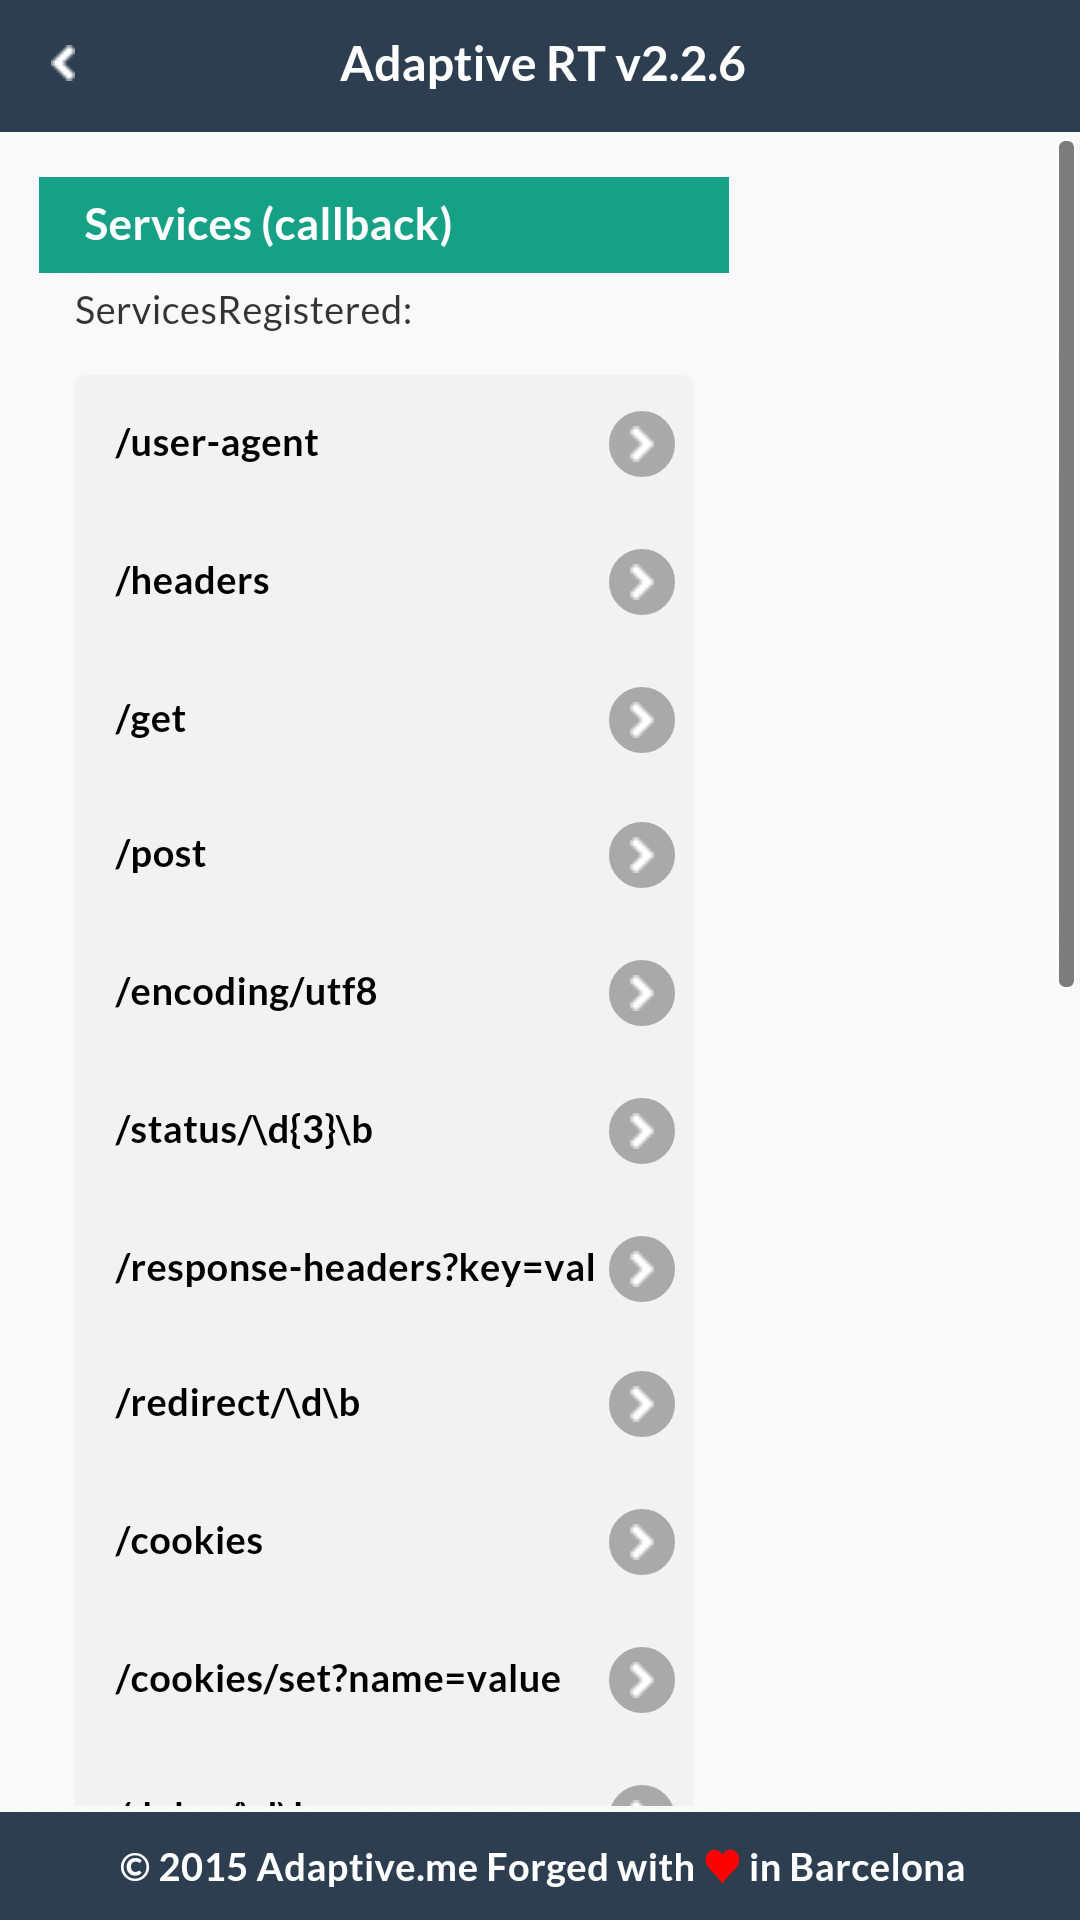 Adaptive RT v2.2.6
Services (callback)
ServicesRegistered:
/user-agent
/headers
/get
/post
/encoding/utf8
/status/\d{3}\b
/response-headers?key=val
/redirect/\d\b
/cookies
/cookies/set?name=value
© 2015 Adaptive.me Forged with ♥ in Barcelona